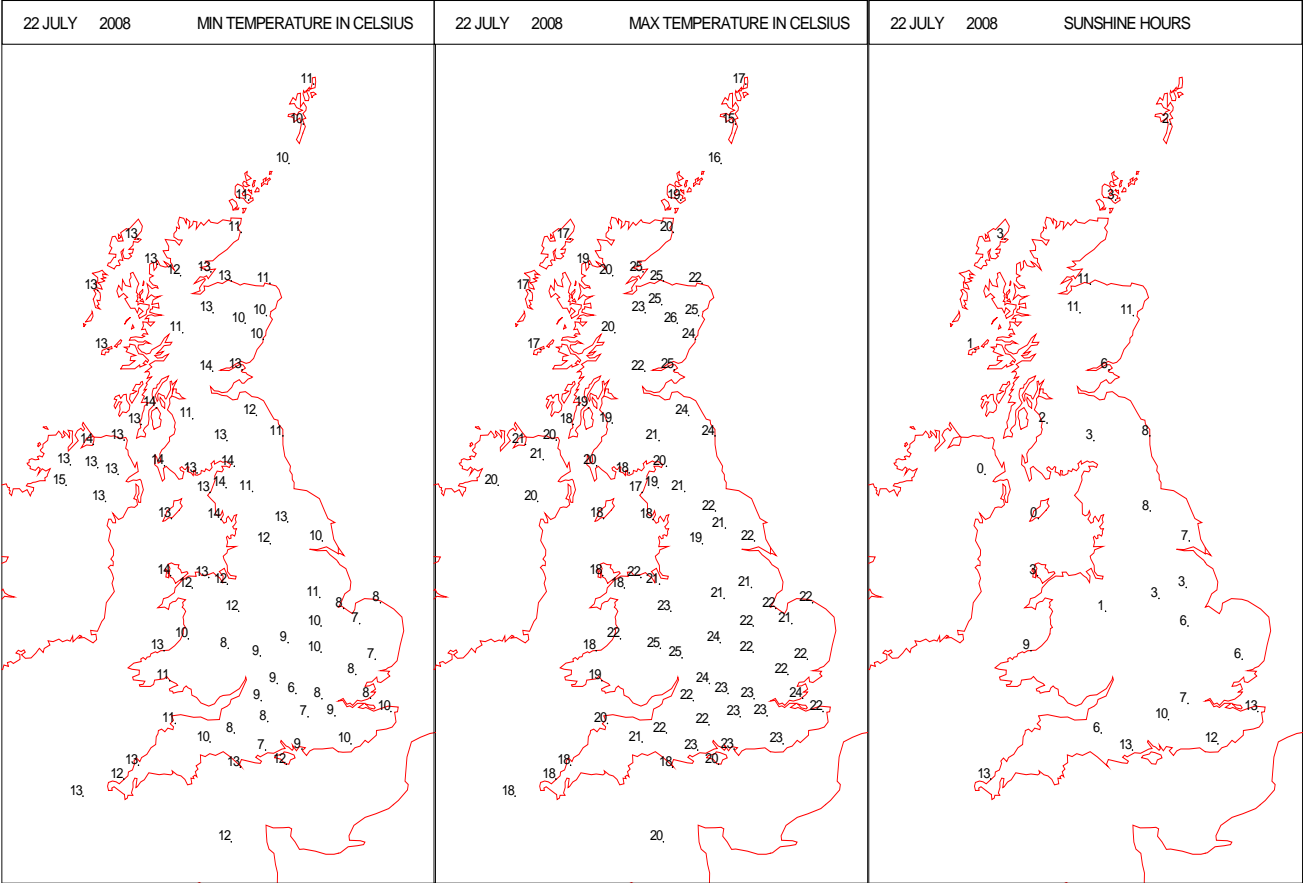 22 JULY 2008 MIN TEMPERATURE IN CELSIUS
11
10
10
11
11
13
13 12 13
13 13 11
13 10 10
11 10
13
14 13
14 12
13 11
14 13 13 11
13 13 13 14 13 14
15 13 14 11
13
13 14 13
12 10
14 13 12
12 11 8 8
12 10 7
10 9
13 8 9 10 7
11 9 8
9 6 8 8
11 8 7 9 10
10 8 7 9 10
13 13 12
12
13
12
22 JULY 2008 MAX TEMPERATURE IN CELSIUS
17
15
16
19
20
17
19 20 25
17 25 22
23 25 25
20 26 24
17
22 25
19 24
18 19 24
21 20 21
21 20 18 20
20 17 19 21
20 22
18 18 21
19 22
18 22 21 21
18 21 22 22
23 22 21
22 23
18 25 25 22 22
19 24 22
22 23 23 24
20 22 22 23 23 22
21 23 23 23
18 18 20
18
18
20
22 JULY 2008 SUNSHINE HOURS
2
3
3
11
11 11
1
6
2
3 8
0
0 8
7
3 3
3
1 6
9 6
7 13
10
6 13 12
13